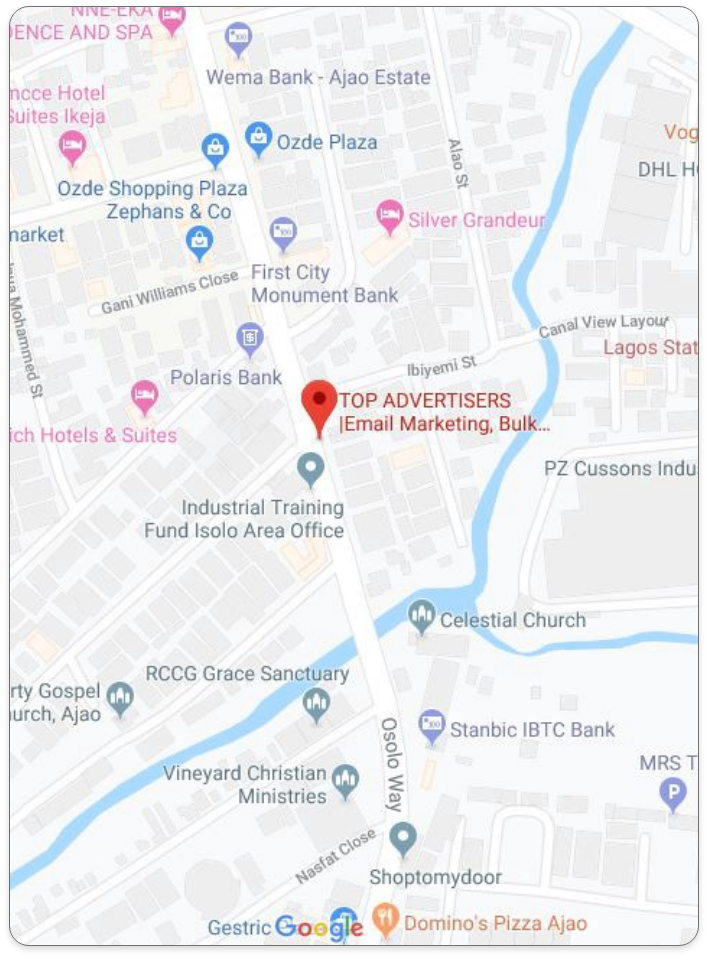 NNE-EKA
DENCE AND SPA
Wema Bank - Ajao Estate
mcce Hotel
Suites Ikeja
Ozde Plaza
Alao St
Vog
DHL H
Ozde Shopping Plaza
Zephans & Co
market
Silver Grandeur
First City
Monument Bank
Gani Williams Close
Mohammed St
Canal View Layout
Lagos Stat
Ibiyemi St
Polaris Bank
TOP ADVERTISERS
|Email Marketing, Bulk...
ich Hotels & Suites
PZ Cussons Indu
Industrial Training
Fund Isolo Area Office
Celestial Church
RCCG Grace Sanctuary
rty Gospel
urch, Ajao
Osolo Way
Stanbic IBTC Bank
Vineyard Christian
Ministries
MRS T
P
Nasfat Close
Shoptomydoor
Gestric
Google
Domino's Pizza Ajao